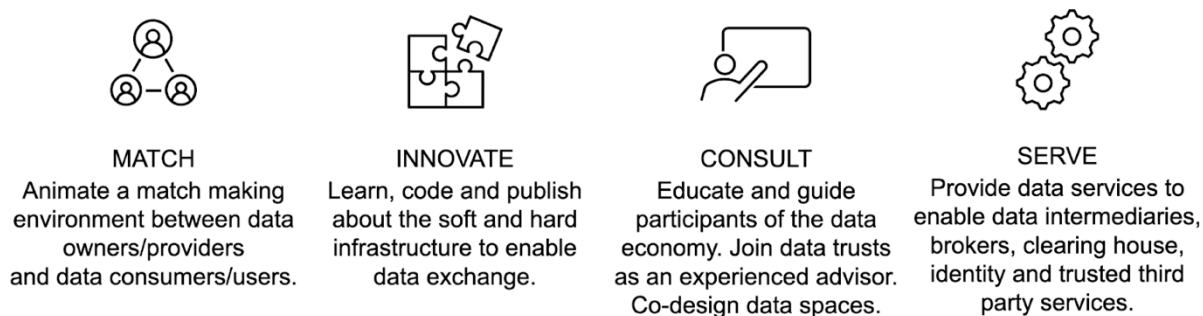 MATCH
Animate a match making
environment between data
owners/providers
and data consumers/users.
INNOVATE
Learn, code and publish
about the soft and hard
infrastructure to enable
data exchange.
CONSULT
Educate and guide
participants of the data
economy. Join data trusts
as an experienced advisor.
Co-design data spaces.
SERVE
Provide data services to
enable data intermediaries,
brokers, clearing house,
identity and trusted third
party services.